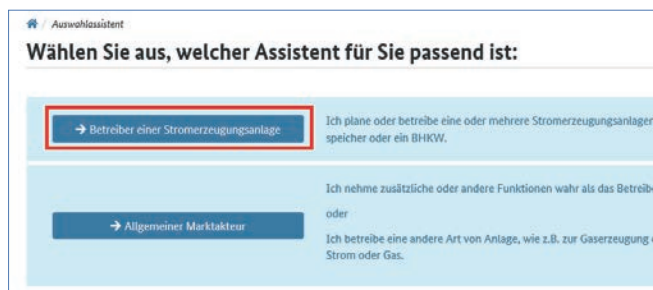 / Auswahlassistent
Wählen Sie aus, welcher Assistent für Sie passend ist:
→ Betreiber einer Stromerzeugungsanlage
Ich plane oder betreibe eine oder mehrere Stromerzeugungsanlagen
speicher oder ein BHKW.
Ich nehme zusätzliche oder andere Funktionen wahr als das Betreibe
oder
→ Allgemeiner Marktakteur
Ich betreibe eine andere Art von Anlage, wie z.B. zur Gaserzeugung
Strom oder Gas.